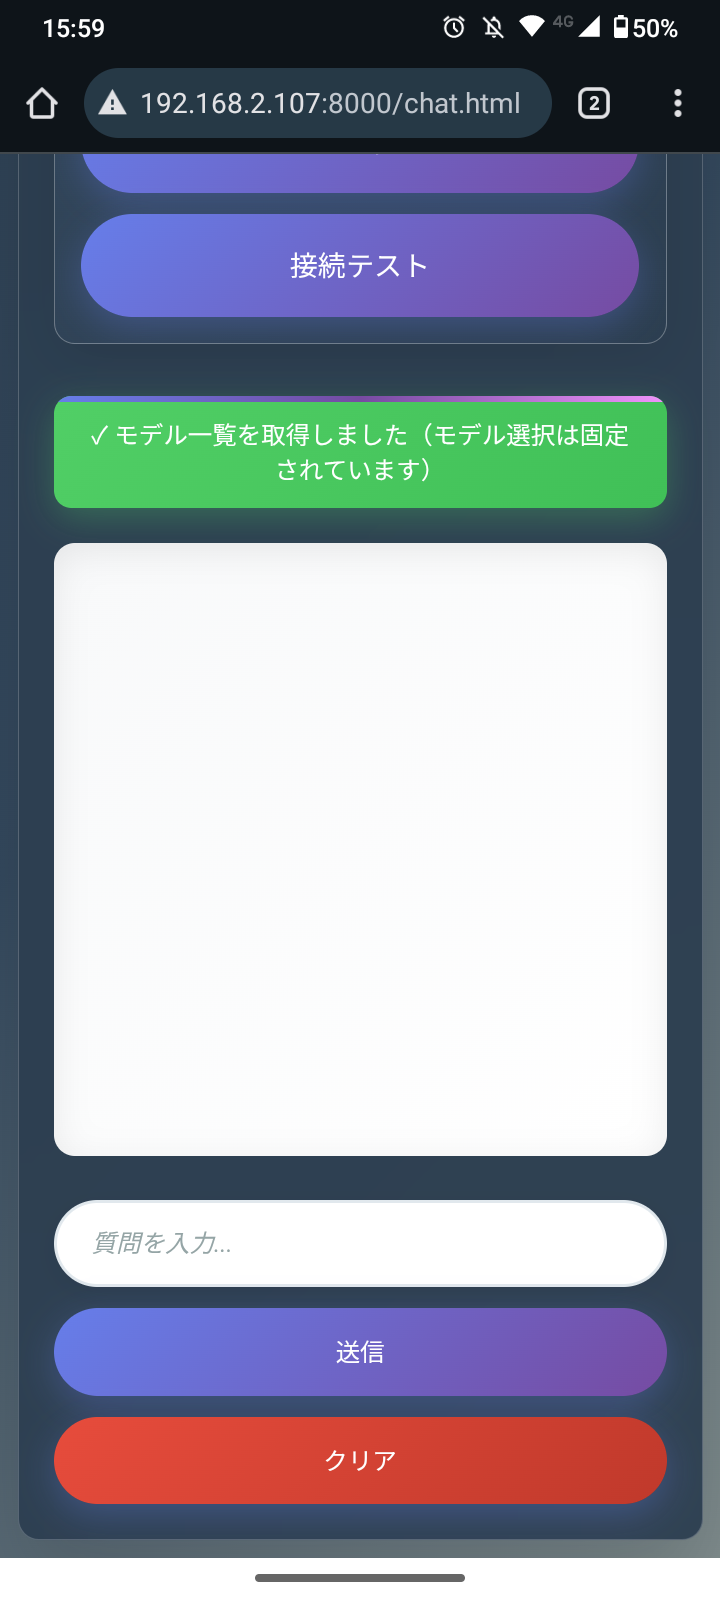 15:59
4G
50%
192.168.2.107:8000/chat.html
2
接続テスト
✓ モデル一覧を取得しました（モデル選択は固定
されています）
質問を入力...
送信
クリア